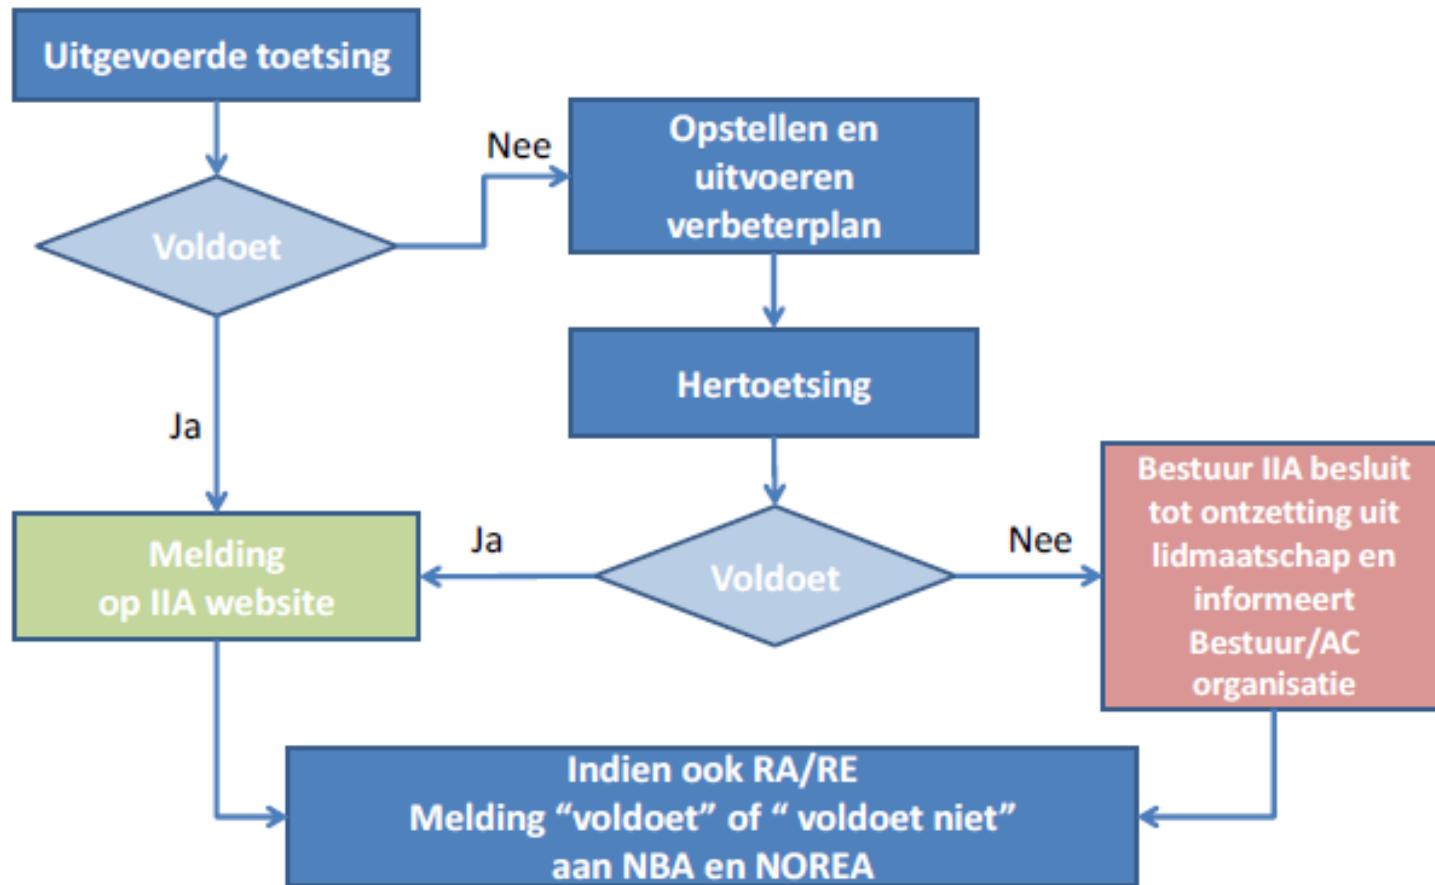 Uitgevoerde toetsing
Nee
Opstellen en
uitvoeren
verbeterplan
Voldoet
Hertoetsing
Ja
Melding
op IIA website
Ja
Voldoet
Nee
Bestuur IIA besluit
tot ontzetting uit
lidmaatschap en
informeert
Bestuur/AC
organisatie
Indien ook RA/RE
Melding “voldoet” of “ voldoet niet”
aan NBA en NOREA